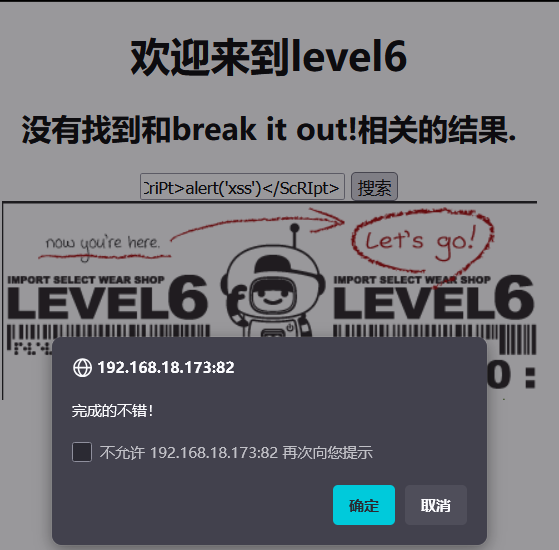 欢迎来到level6
没有找到和break it out!相关的结果.
CriPt>alert('xss')</ScRIpt> 搜索
now you're here. Let's go!
IMPORT SELECT WEAR SHOP IMPORT SELECT WEAR SHOP
LEVEL6 f LEVEL6
0 :
192.168.18.173:82
完成的不错！
不允许 192.168.18.173:82 再次向您提示
确定 取消